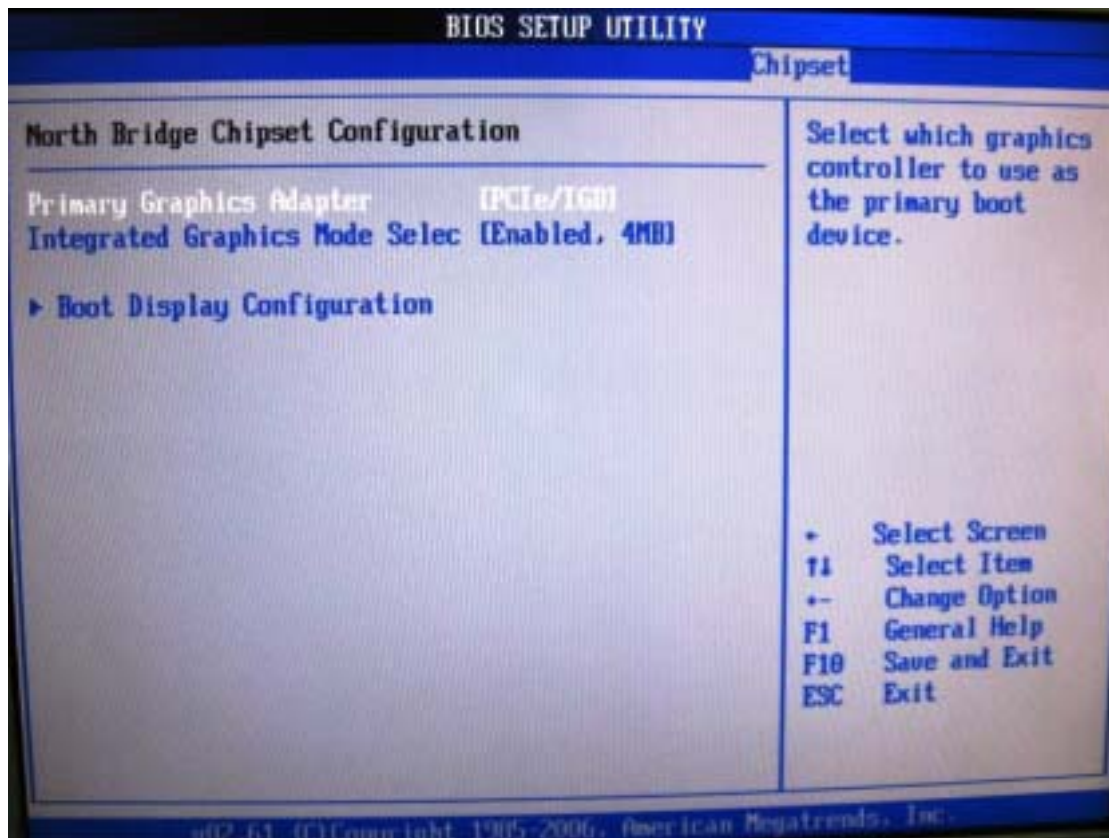 BIOS SETUP UTILITY
Chipset
North Bridge Chipset Configuration
Primary Graphics Adapter [PCIe/IGD]
Integrated Graphics Mode Selec [Enabled, 4MB]
► Boot Display Configuration
Select which graphics
controller to use as
the primary boot
device.
← Select Screen
↑↓ Select Item
+- Change Option
F1 General Help
F10 Save and Exit
ESC Exit
v02.61 (C)Copyright 1985-2006, American Megatrends, Inc.